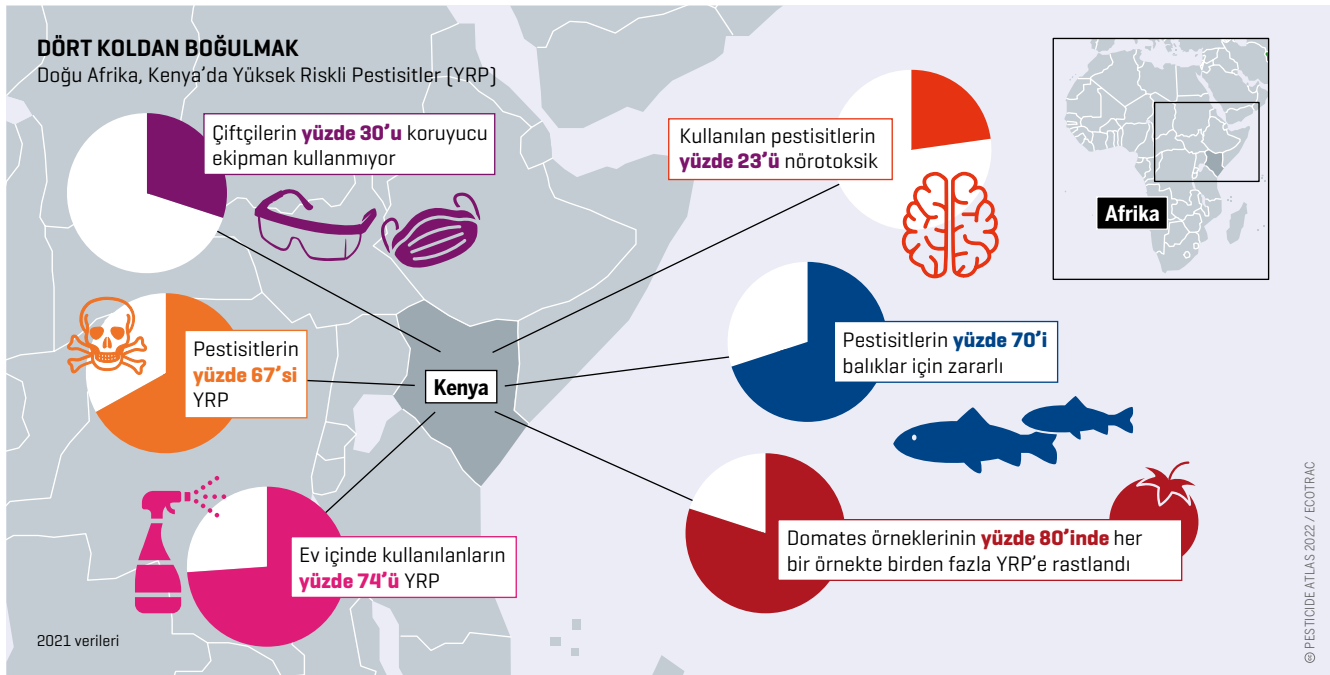 DÖRT KOLDAN BOĞULMAK
Doğu Afrika, Kenya’da Yüksek Riskli Pestisitler (YRP)
Çiftçilerin yüzde 30’u koruyucu
ekipman kullanmıyor
Kullanılan pestisitlerin
yüzde 23’ü nörotoksik
Afrika
Pestisitlerin
yüzde 67’si
YRP
Kenya
Pestisitlerin yüzde 70’i
balıklar için zararlı
Ev içinde kullanılanların
yüzde 74’ü YRP
Domates örneklerinin yüzde 80’inde her
bir örnekte birden fazla YRP’e rastlandı
2021 verileri
PESTICIDE ATLAS 2022 / ECOTRAC